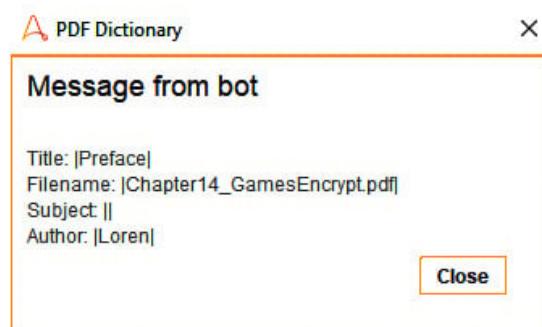 PDF Dictionary
Message from bot
Title: |Preface|
Filename: |Chapter14_GamesEncrypt.pdf|
Subject: ||
Author: |Loren|
Close